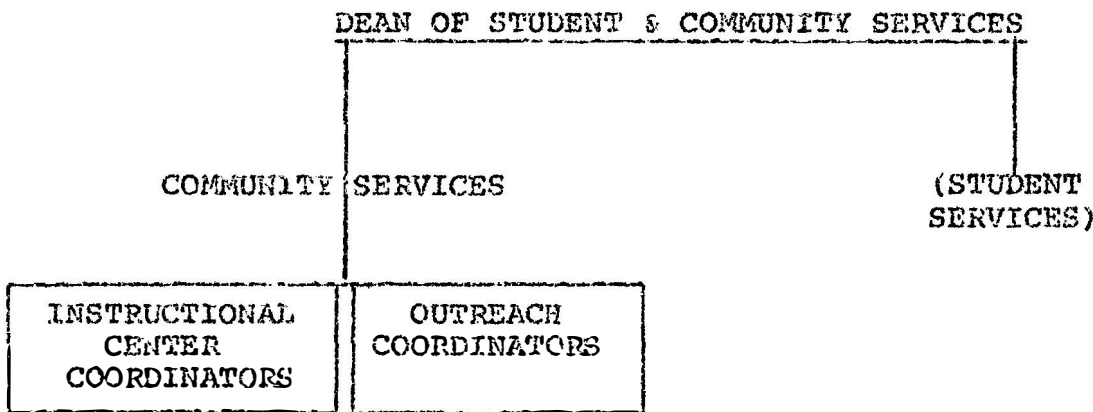 DEAN OF STUDENT & COMMUNITY SERVICES
COMMUNITY SERVICES
(STUDENT
SERVICES)
INSTRUCTIONAL
CENTER
COORDINATORS
OUTREACH
COORDINATORS